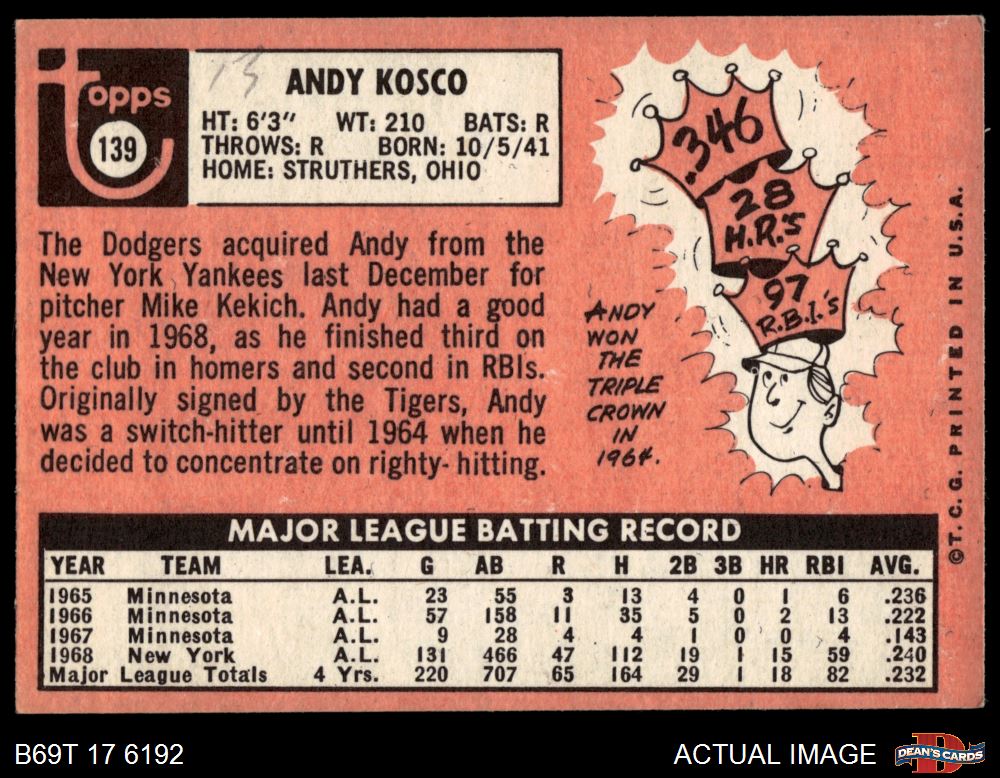 Topps
139
13
ANDY KOSCO
HT: 6'3" WT: 210 BATS: R
THROWS: R BORN: 10/5/41
HOME: STRUTHERS, OHIO
The Dodgers acquired Andy from the
New York Yankees last December for
pitcher Mike Kekich. Andy had a good
year in 1968, as he finished third on
the club in homers and second in RBIs.
Originally signed by the Tigers, Andy
was a switch-hitter until 1964 when he
decided to concentrate on righty- hitting.
.346
28
H.R.'S
97
R.B.I.'s
ANDY
WON
THE
TRIPLE
CROWN
IN
1964.
©T. C. G. PRINTED IN U.S.A.
MAJOR LEAGUE BATTING RECORD
YEAR TEAM LEA. G AB R H 2B 3B HR RBI AVG.
1965 Minnesota A.L. 23 55 3 13 4 0 1 6 .236
1966 Minnesota A.L. 57 158 11 35 5 0 2 13 .222
1967 Minnesota A.L. 9 28 4 4 1 0 0 4 .143
1968 New York A.L. 131 466 47 112 19 1 15 59 .240
Major League Totals 4 Yrs. 220 707 65 164 29 1 18 82 .232
B69T 17 6192
ACTUAL IMAGE
DEAN'S CARDS